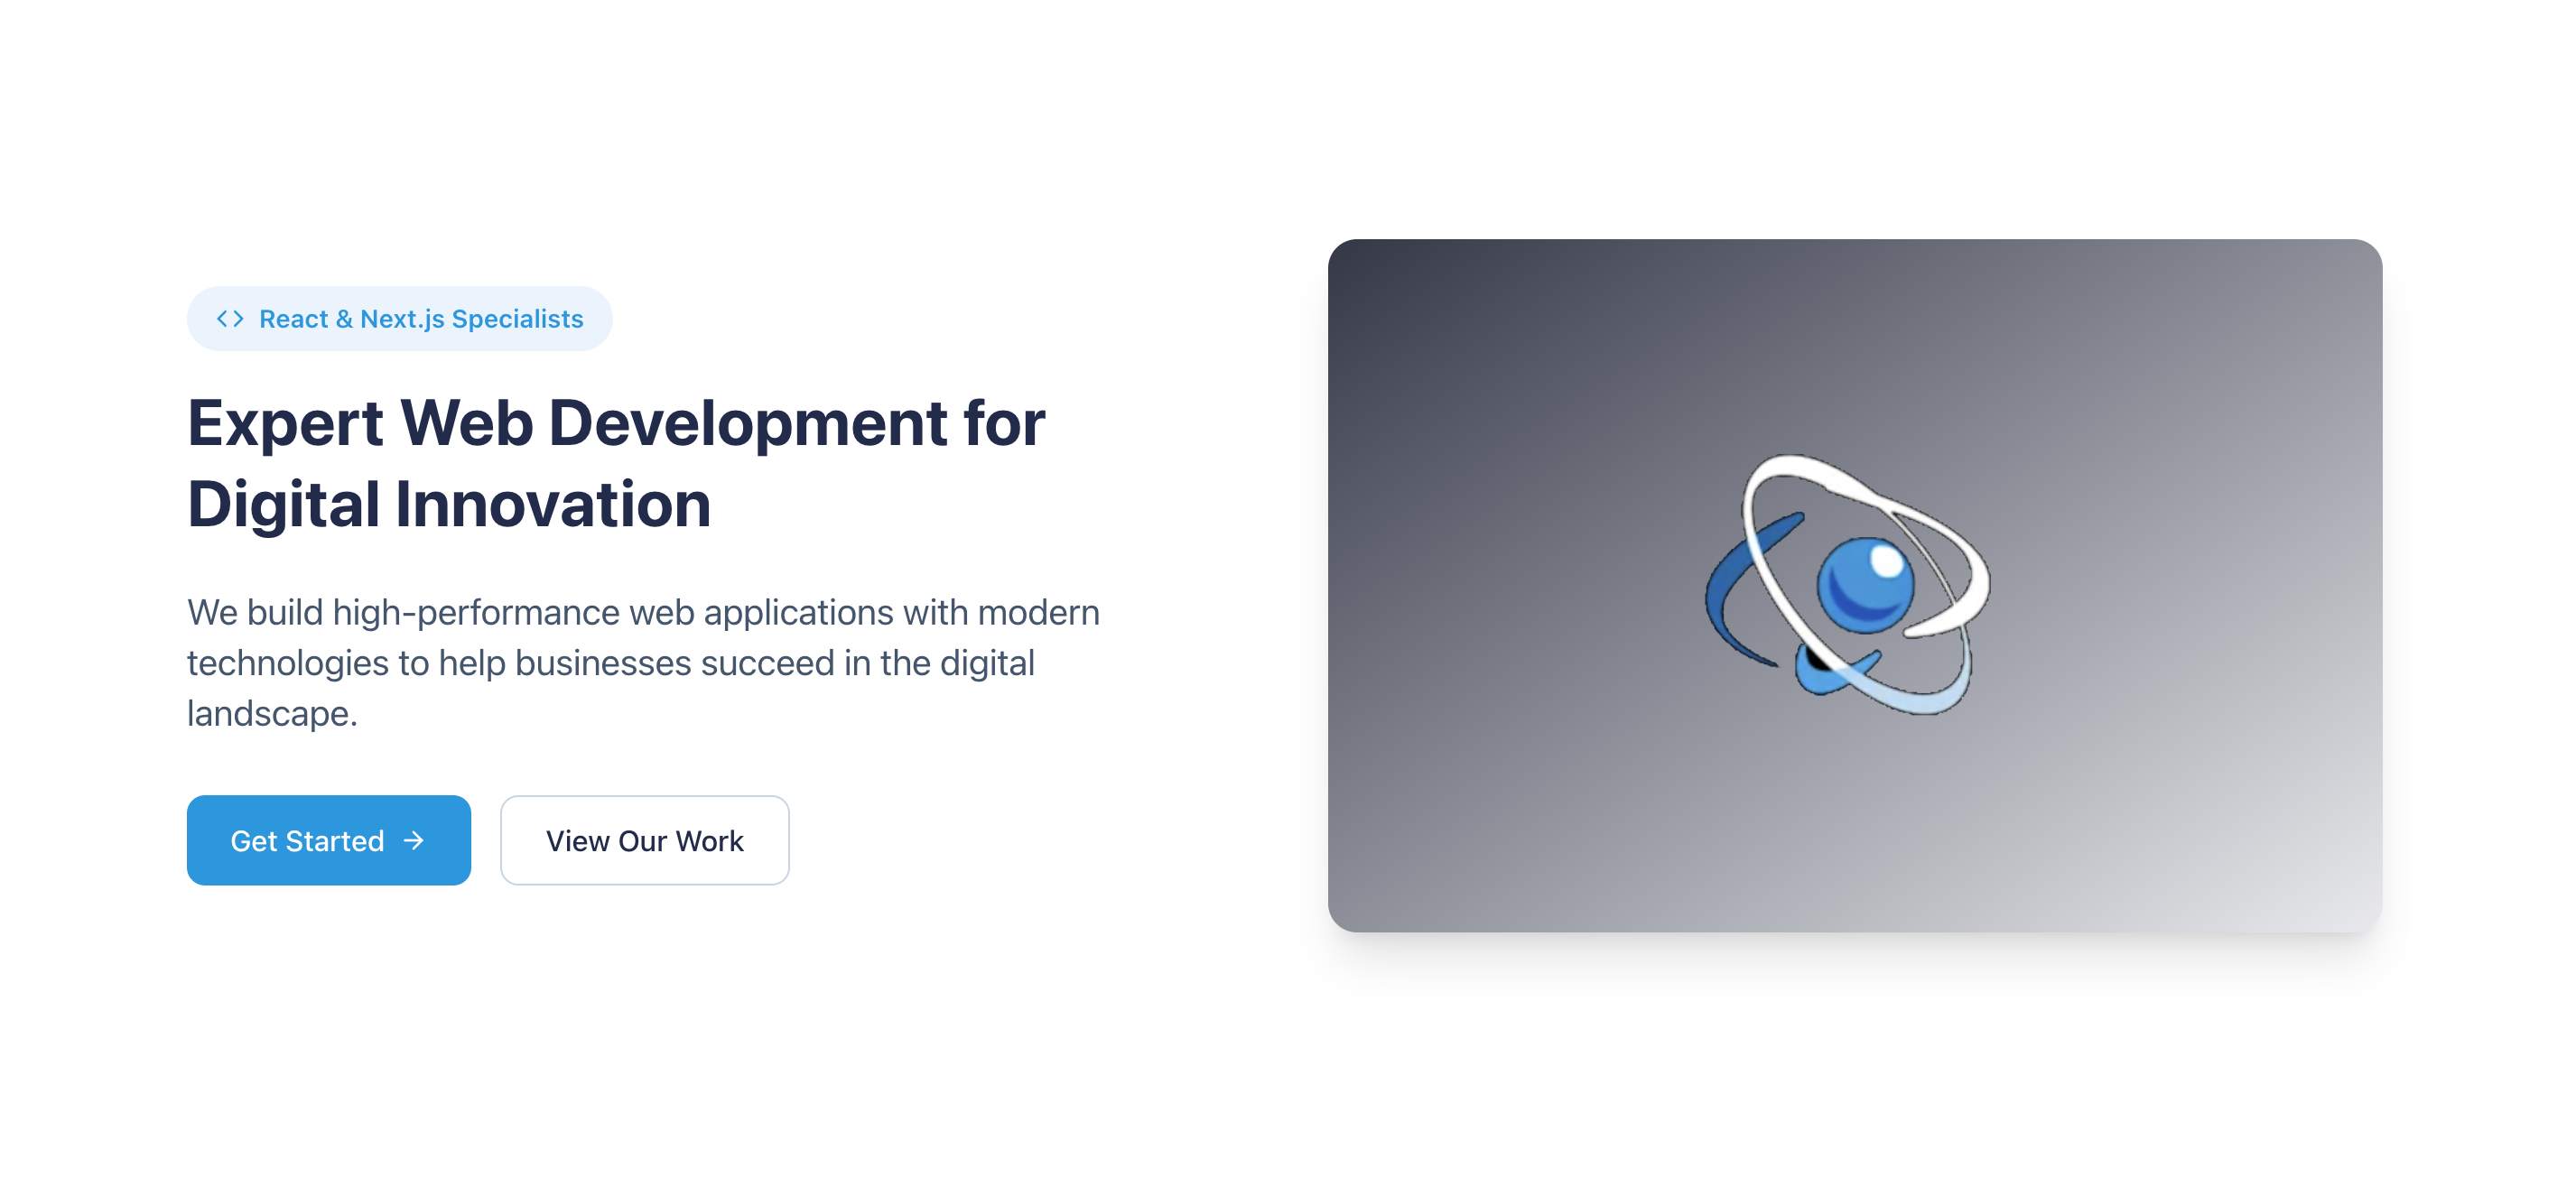 React & Next.js Specialists
Expert Web Development for
Digital Innovation
We build high-performance web applications with modern
technologies to help businesses succeed in the digital
landscape.
Get Started
View Our Work